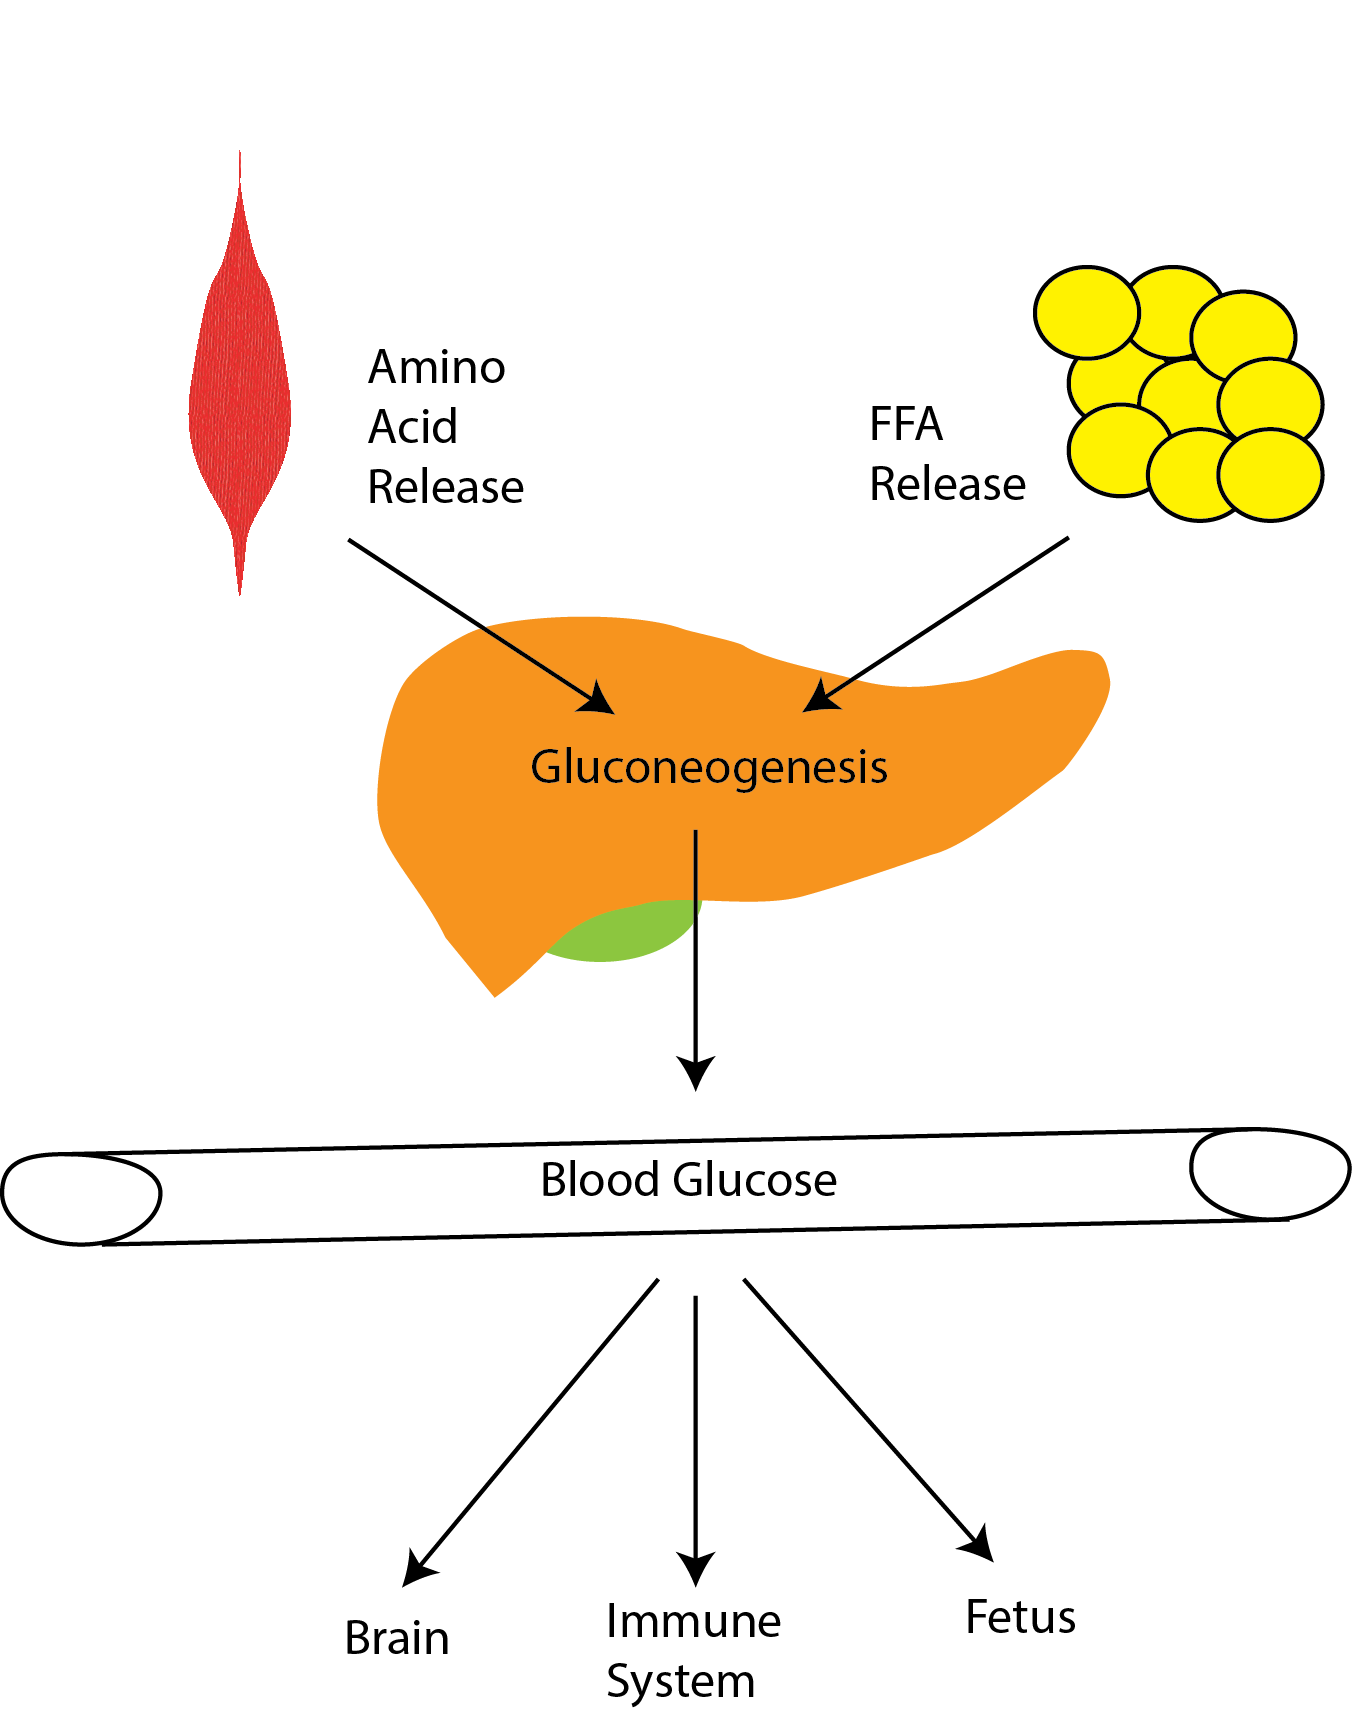 Amino
Acid
Release
FFA
Release
Gluconeogenesis
Blood Glucose
Brain
Immune
System
Fetus